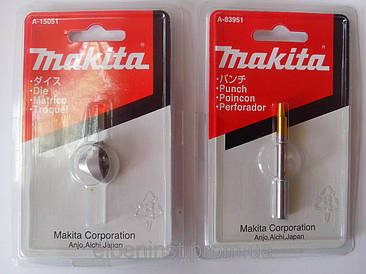 A-15051
makita
・ダイス
・Die
・Matrice
・Troquel
Makita Corporation
Anjo,Aichi,Japan
A-83951
makita
・パンチ
・Punch
・Poinçon
・Perforador
Makita Corporation
Anjo,Aichi,Japan